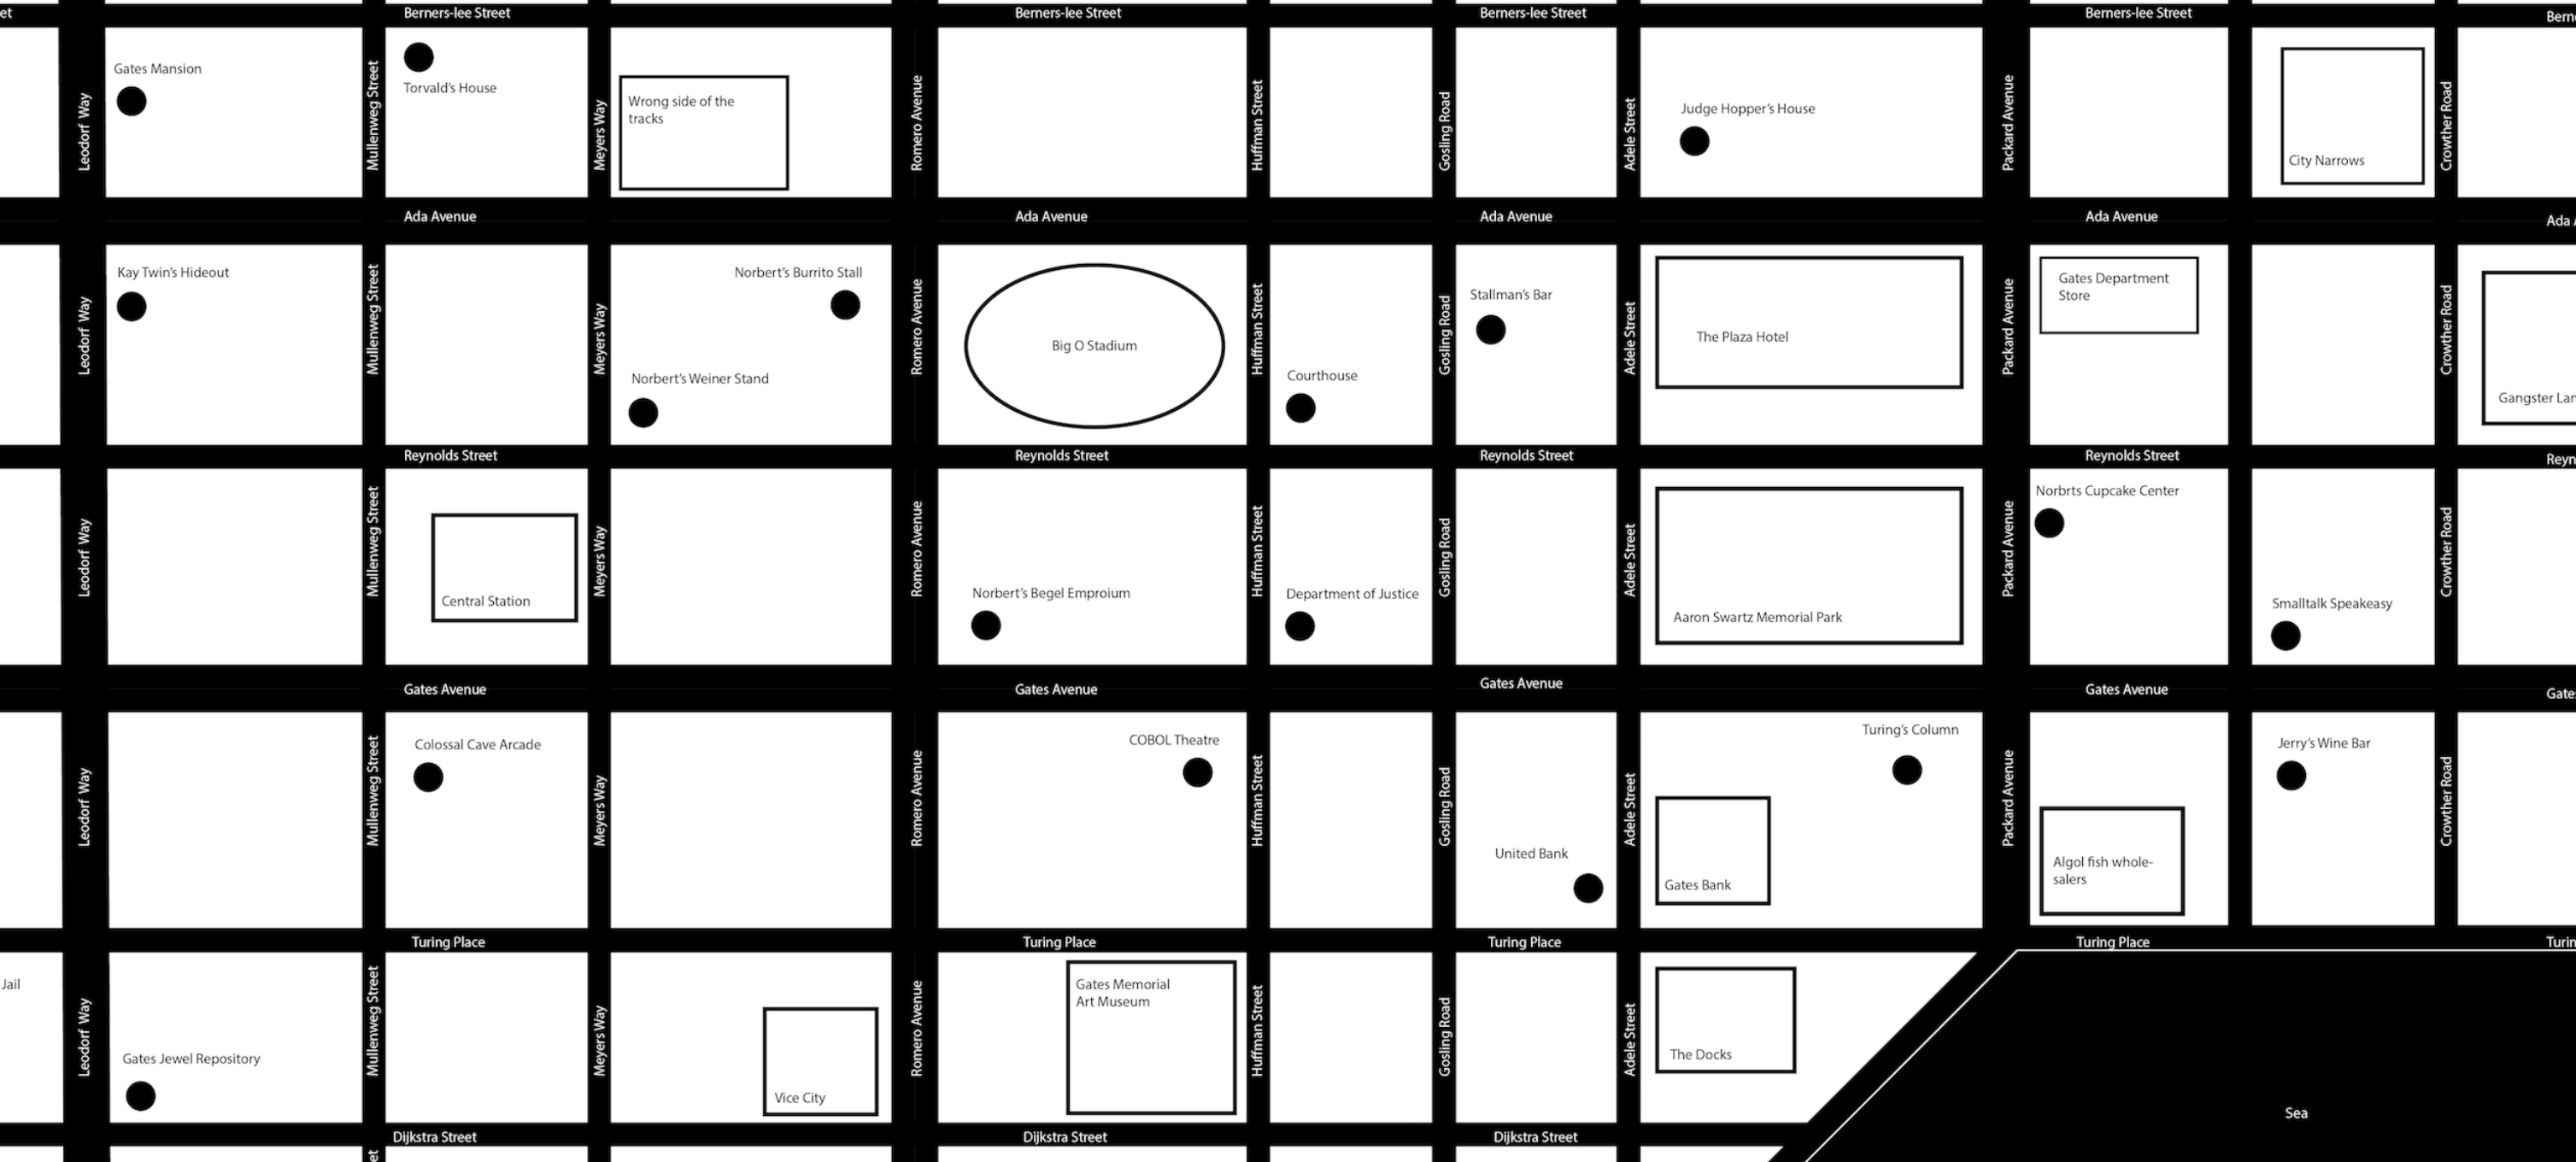 et
Berners-lee Street
Berners-lee Street
Berners-lee Street
Berners-lee Street
Bern
Leodorf Way
Gates Mansion
Mullenweg Street
Torvald's House
Meyers Way
Wrong side of the
tracks
Romero Avenue
Huffman Street
Gosling Road
Adele Street
Judge Hopper's House
Packard Avenue
City Narrows
Crowther Road
Ada Avenue
Ada Avenue
Ada Avenue
Ada Avenue
Ada
Leodorf Way
Kay Twin's Hideout
Mullenweg Street
Meyers Way
Norbert's Burrito Stall
Norbert's Weiner Stand
Romero Avenue
Big O Stadium
Huffman Street
Courthouse
Gosling Road
Stallman's Bar
Adele Street
The Plaza Hotel
Packard Avenue
Gates Department
Store
Crowther Road
Gangster Lan
Reynolds Street
Reynolds Street
Reynolds Street
Reynolds Street
Reyn
Leodorf Way
Mullenweg Street
Central Station
Meyers Way
Romero Avenue
Norbert's Begel Emproium
Huffman Street
Department of Justice
Gosling Road
Adele Street
Aaron Swartz Memorial Park
Packard Avenue
Norbrts Cupcake Center
Smalltalk Speakeasy
Crowther Road
Gates Avenue
Gates Avenue
Gates Avenue
Gates Avenue
Gates
Leodorf Way
Mullenweg Street
Colossal Cave Arcade
Meyers Way
Romero Avenue
COBOL Theatre
Huffman Street
Gosling Road
United Bank
Adele Street
Gates Bank
Turing's Column
Packard Avenue
Algol fish whole-
salers
Jerry's Wine Bar
Crowther Road
Turing Place
Turing Place
Turing Place
Turing Place
Turin
Jail
Leodorf Way
Gates Jewel Repository
Mullenweg Street
Meyers Way
Vice City
Romero Avenue
Gates Memorial
Art Museum
Huffman Street
Gosling Road
Adele Street
The Docks
Sea
Dijkstra Street
Dijkstra Street
Dijkstra Street
et